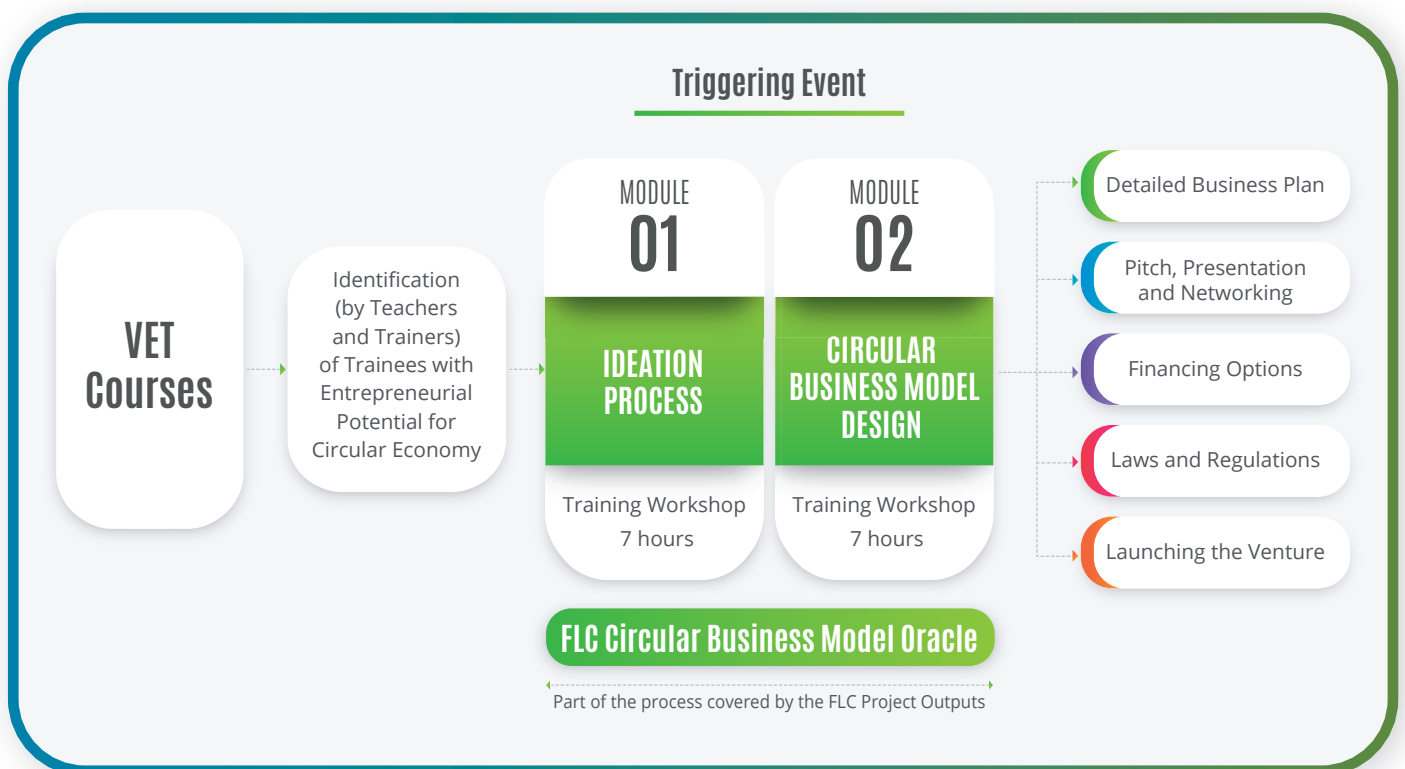 Triggering Event
VET
Courses
Identification
(by Teachers
and Trainers)
of Trainees with
Entrepreneurial
Potential for
Circular Economy
MODULE
01
IDEATION
PROCESS
Training Workshop
7 hours
MODULE
02
CIRCULAR
BUSINESS MODEL
DESIGN
Training Workshop
7 hours
FLC Circular Business Model Oracle
Part of the process covered by the FLC Project Outputs
Detailed Business Plan
Pitch, Presentation
and Networking
Financing Options
Laws and Regulations
Launching the Venture